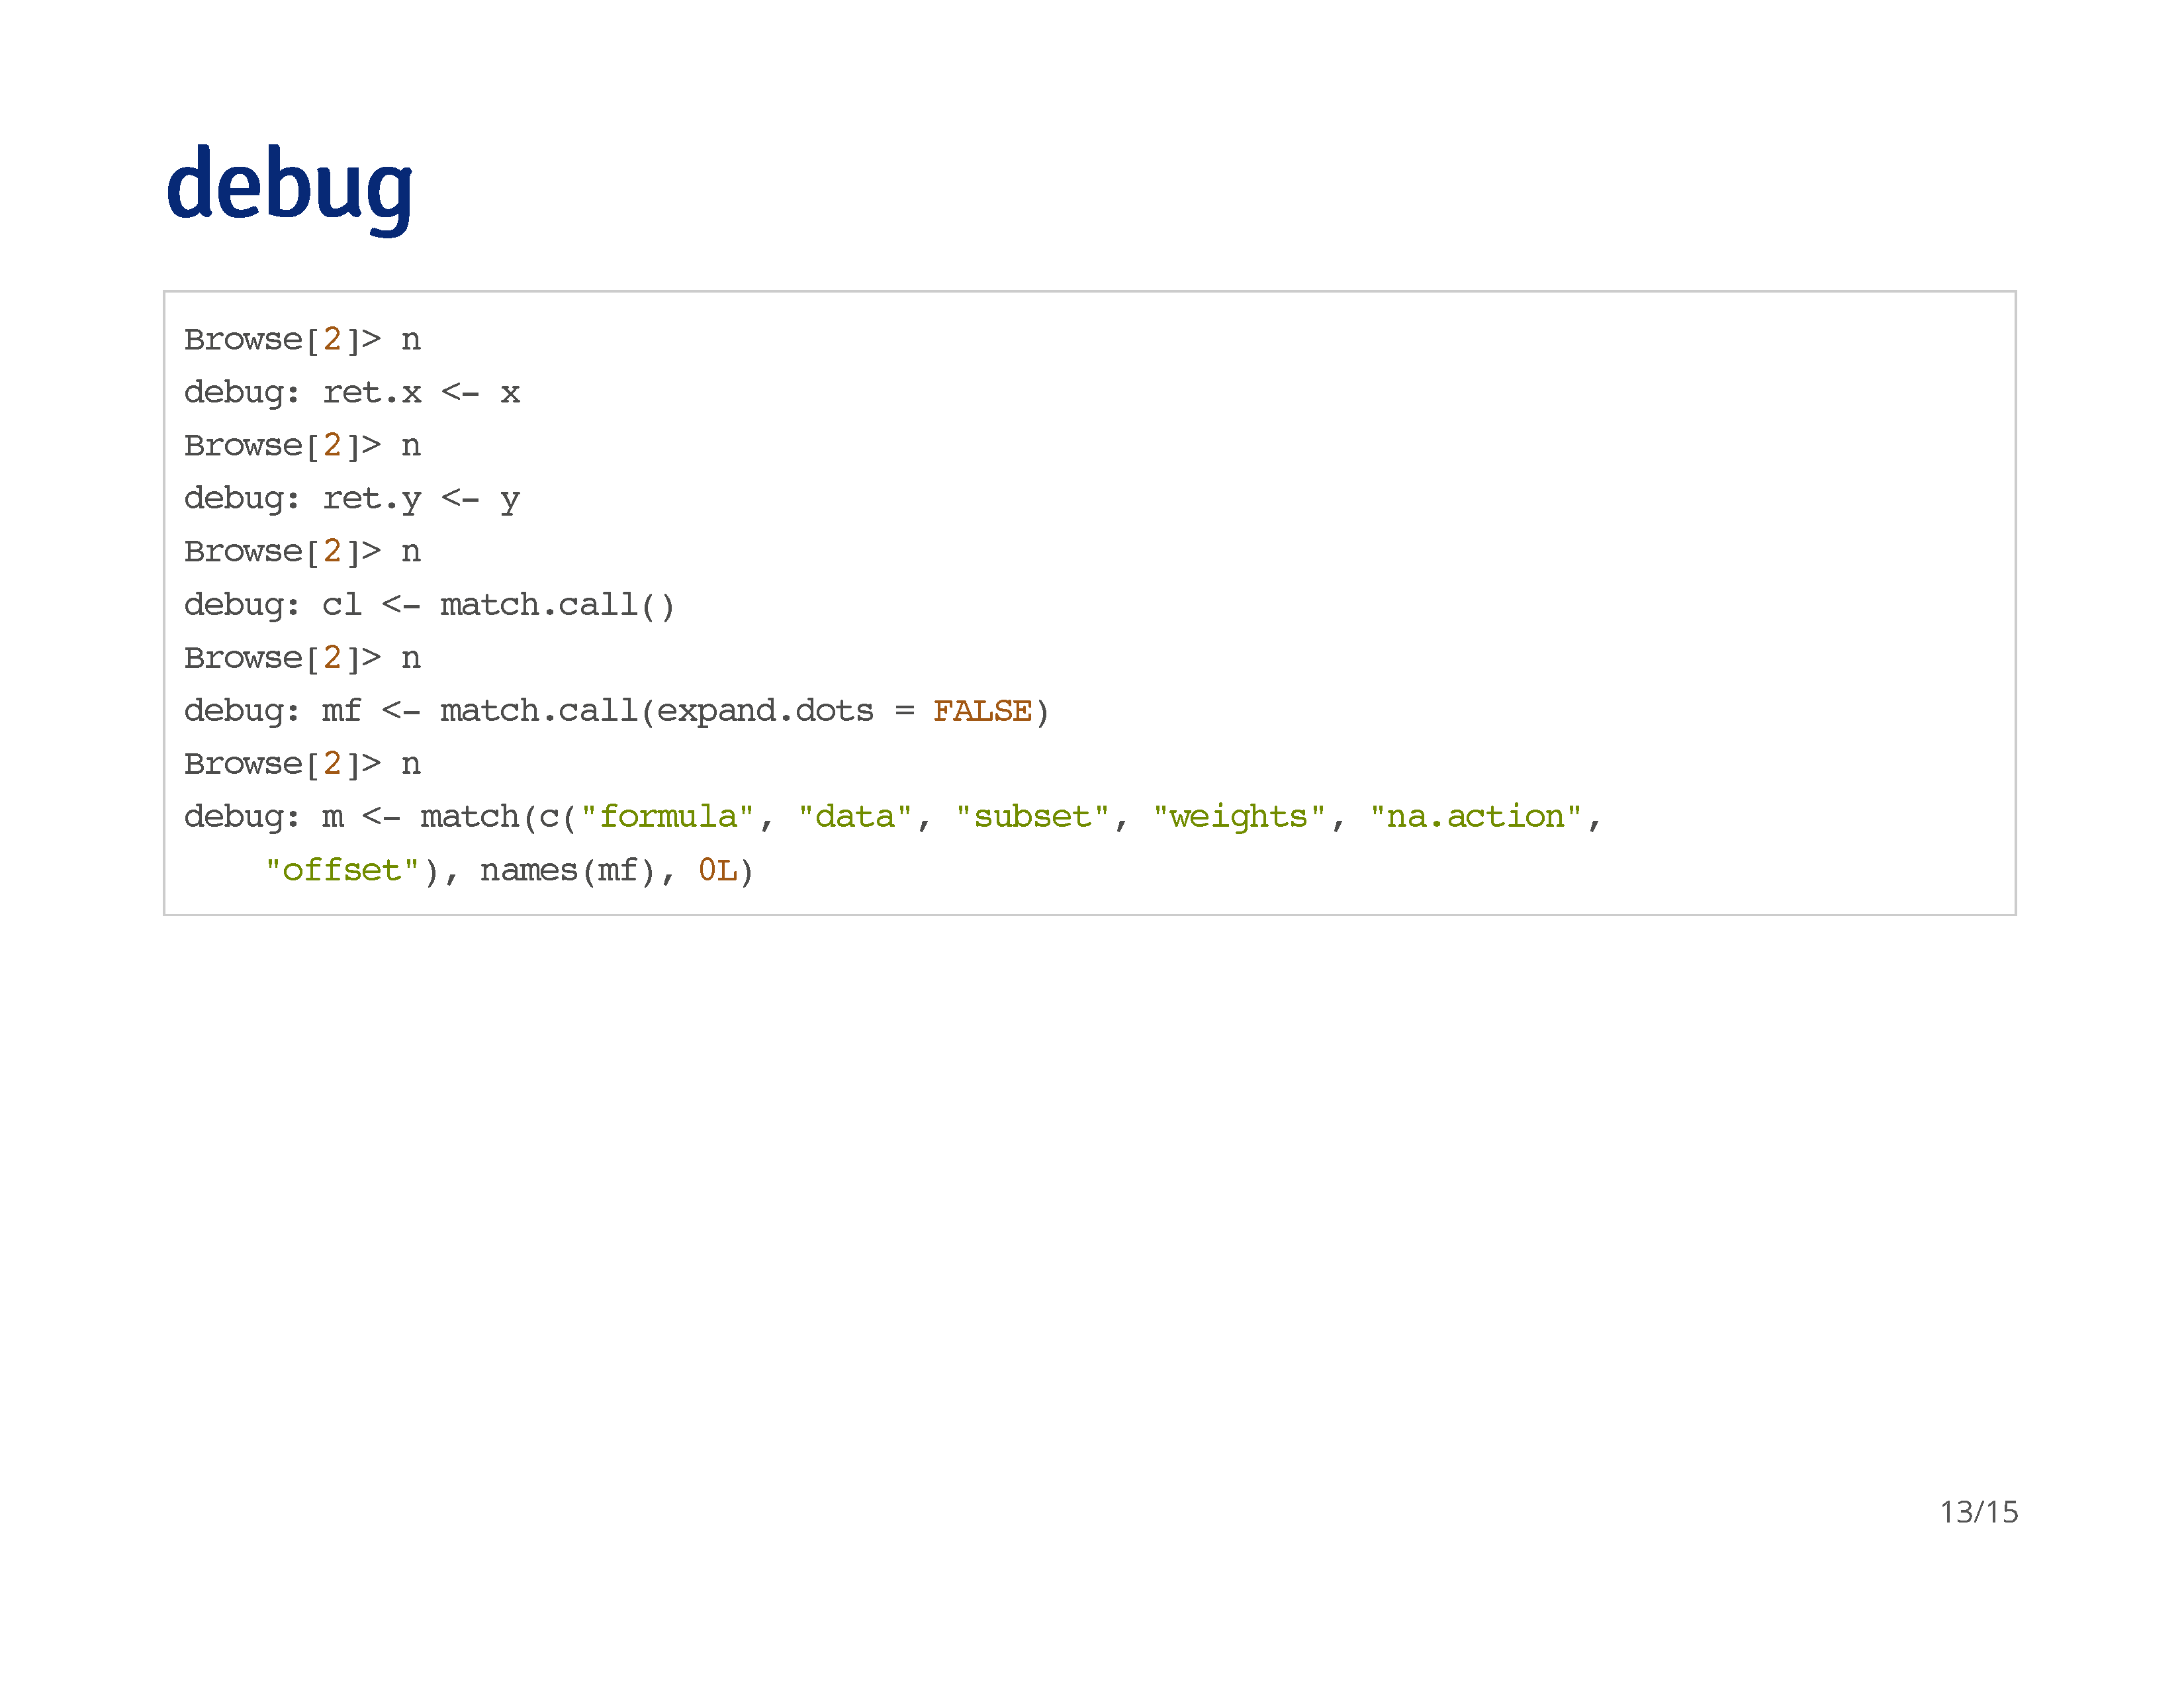 debug
Browse[2]> n
debug: ret.x <- x
Browse[2]> n
debug: ret.y <- y
Browse[2]> n
debug: cl <- match.call()
Browse[2]> n
debug: mf <- match.call(expand.dots = FALSE)
Browse[2]> n
debug: m <- match(c("formula", "data", "subset", "weights", "na.action",
    "offset"), names(mf), 0L)
13/15